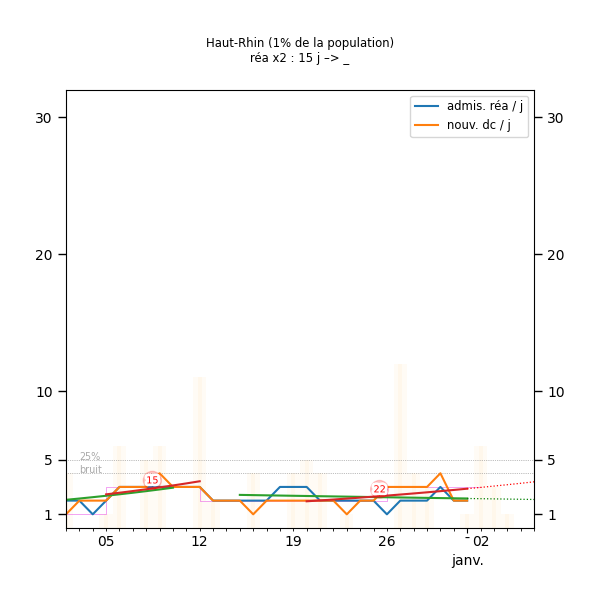 Haut-Rhin (1% de la population)
réa x2 : 15 j –> _
admis. réa / j
nouv. dc / j
30 30
20 20
10 10
5 5
1 1
25%
bruit
15
22
05 12 19 26 - 02
janv.